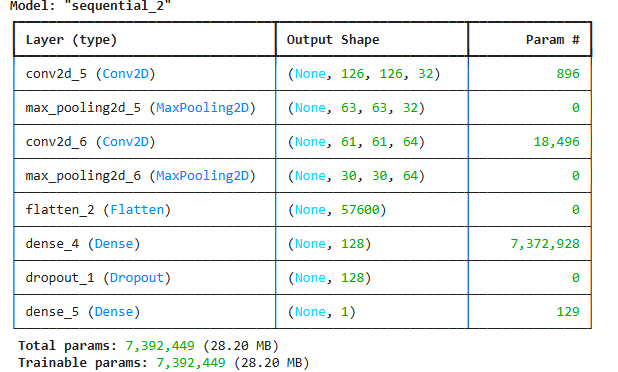 Model: "sequential_2"
Layer (type) Output Shape Param #
conv2d_5 (Conv2D) (None, 126, 126, 32) 896
max_pooling2d_5 (MaxPooling2D) (None, 63, 63, 32) 0
conv2d_6 (Conv2D) (None, 61, 61, 64) 18,496
max_pooling2d_6 (MaxPooling2D) (None, 30, 30, 64) 0
flatten_2 (Flatten) (None, 57600) 0
dense_4 (Dense) (None, 128) 7,372,928
dropout_1 (Dropout) (None, 128) 0
dense_5 (Dense) (None, 1) 129
Total params: 7,392,449 (28.20 MB)
Trainable params: 7,392,449 (28.20 MB)